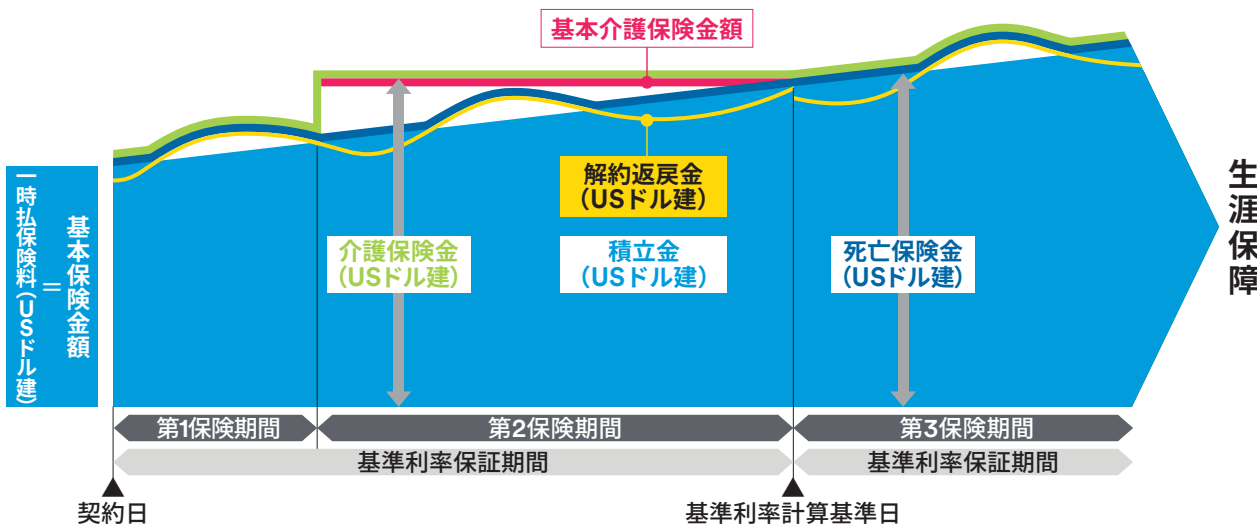 基本介護保険金額
解約返戻金
（USドル建）
介護保険金
（USドル建）
積立金
（USドル建）
死亡保険金
（USドル建）
基本保険金額
＝
一時払保険料（USドル建）
生涯保障
第1保険期間
第2保険期間
第3保険期間
基準利率保証期間
基準利率保証期間
契約日
基準利率計算基準日